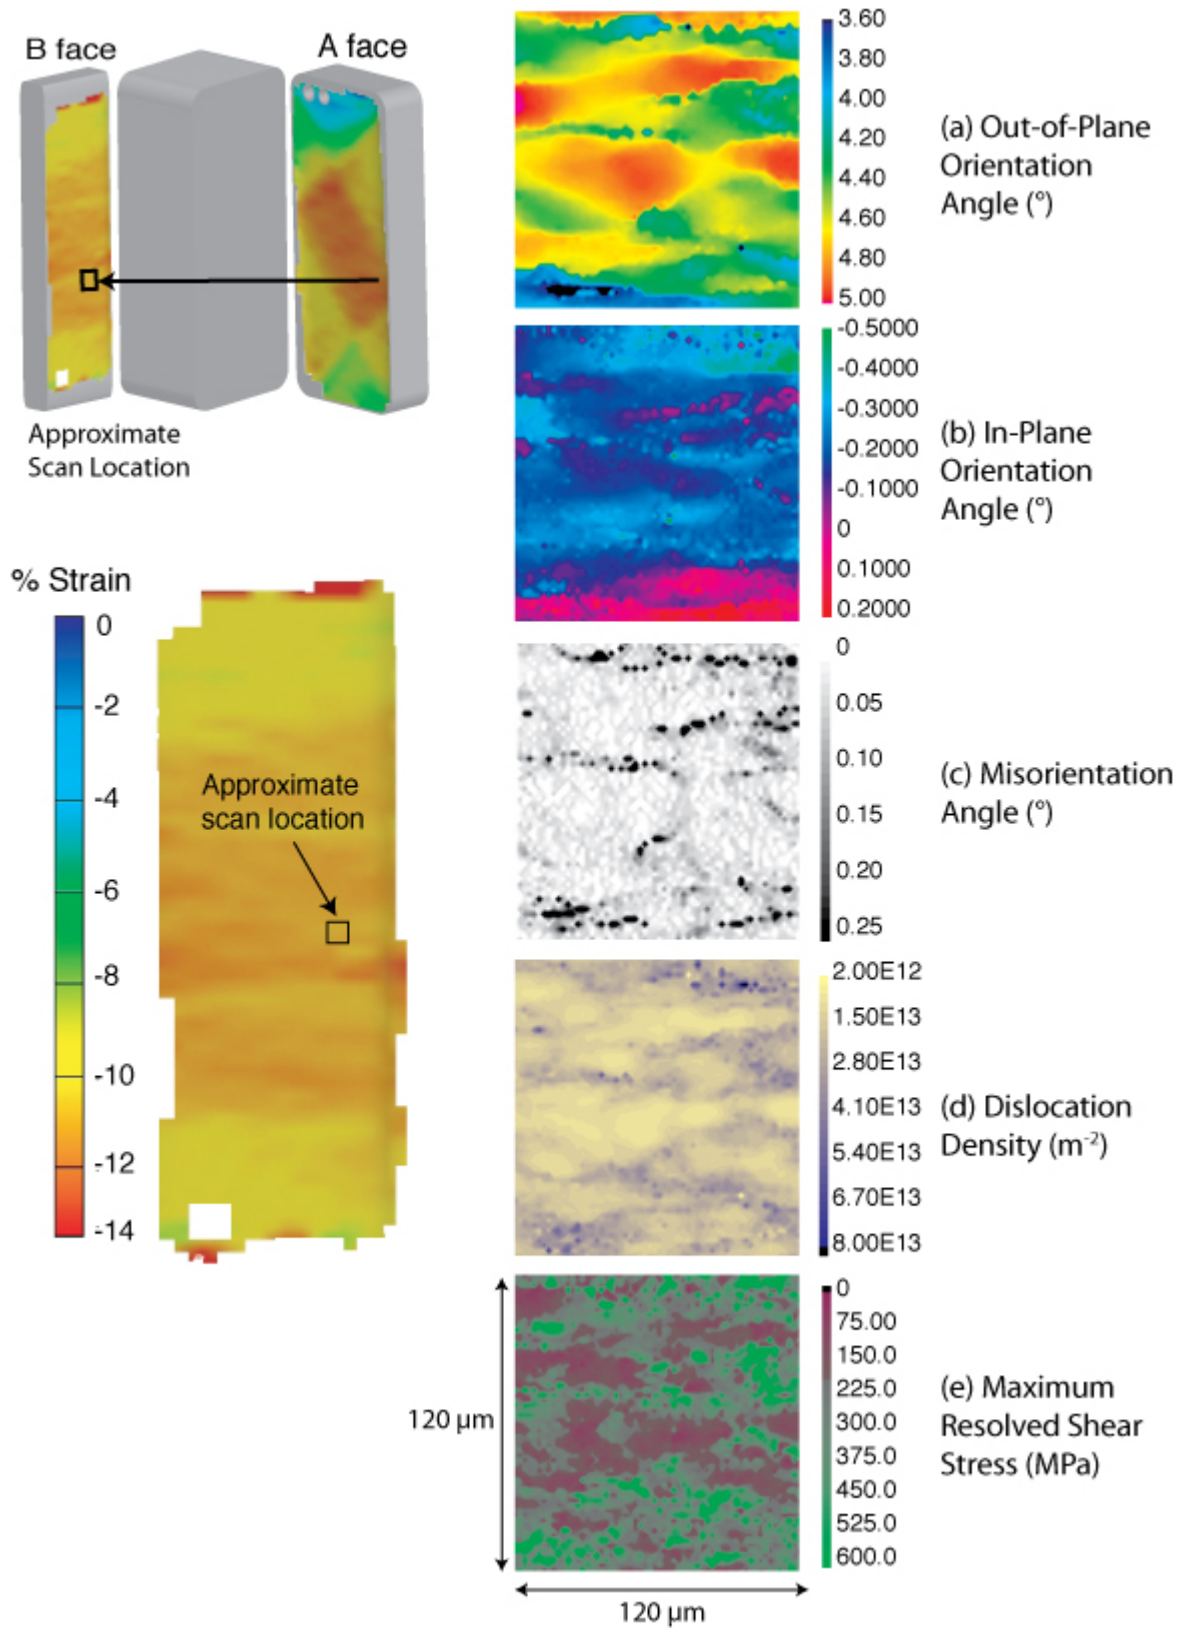 B face
A face
Approximate
Scan Location
% Strain
0
-2
-4
-6
-8
-10
-12
-14
Approximate
scan location
3.60
3.80
4.00
4.20
4.40
4.60
4.80
5.00
(a) Out-of-Plane
Orientation
Angle (°)
-0.5000
-0.4000
-0.3000
-0.2000
-0.1000
0
0.1000
0.2000
(b) In-Plane
Orientation
Angle (°)
0
0.05
0.10
0.15
0.20
0.25
(c) Misorientation
Angle (°)
2.00E12
1.50E13
2.80E13
4.10E13
5.40E13
6.70E13
8.00E13
(d) Dislocation
Density (m⁻²)
0
75.00
150.0
225.0
300.0
375.0
450.0
525.0
600.0
(e) Maximum
Resolved Shear
Stress (MPa)
120 µm
120 µm